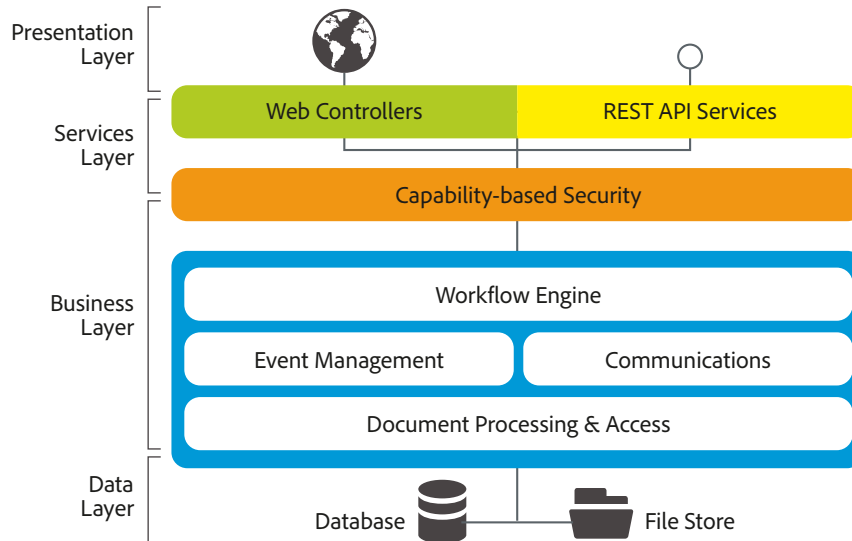 Presentation
Layer
Web Controllers
REST API Services
Services
Layer
Capability-based Security
Business
Layer
Workflow Engine
Event Management
Communications
Document Processing & Access
Data
Layer
Database
File Store